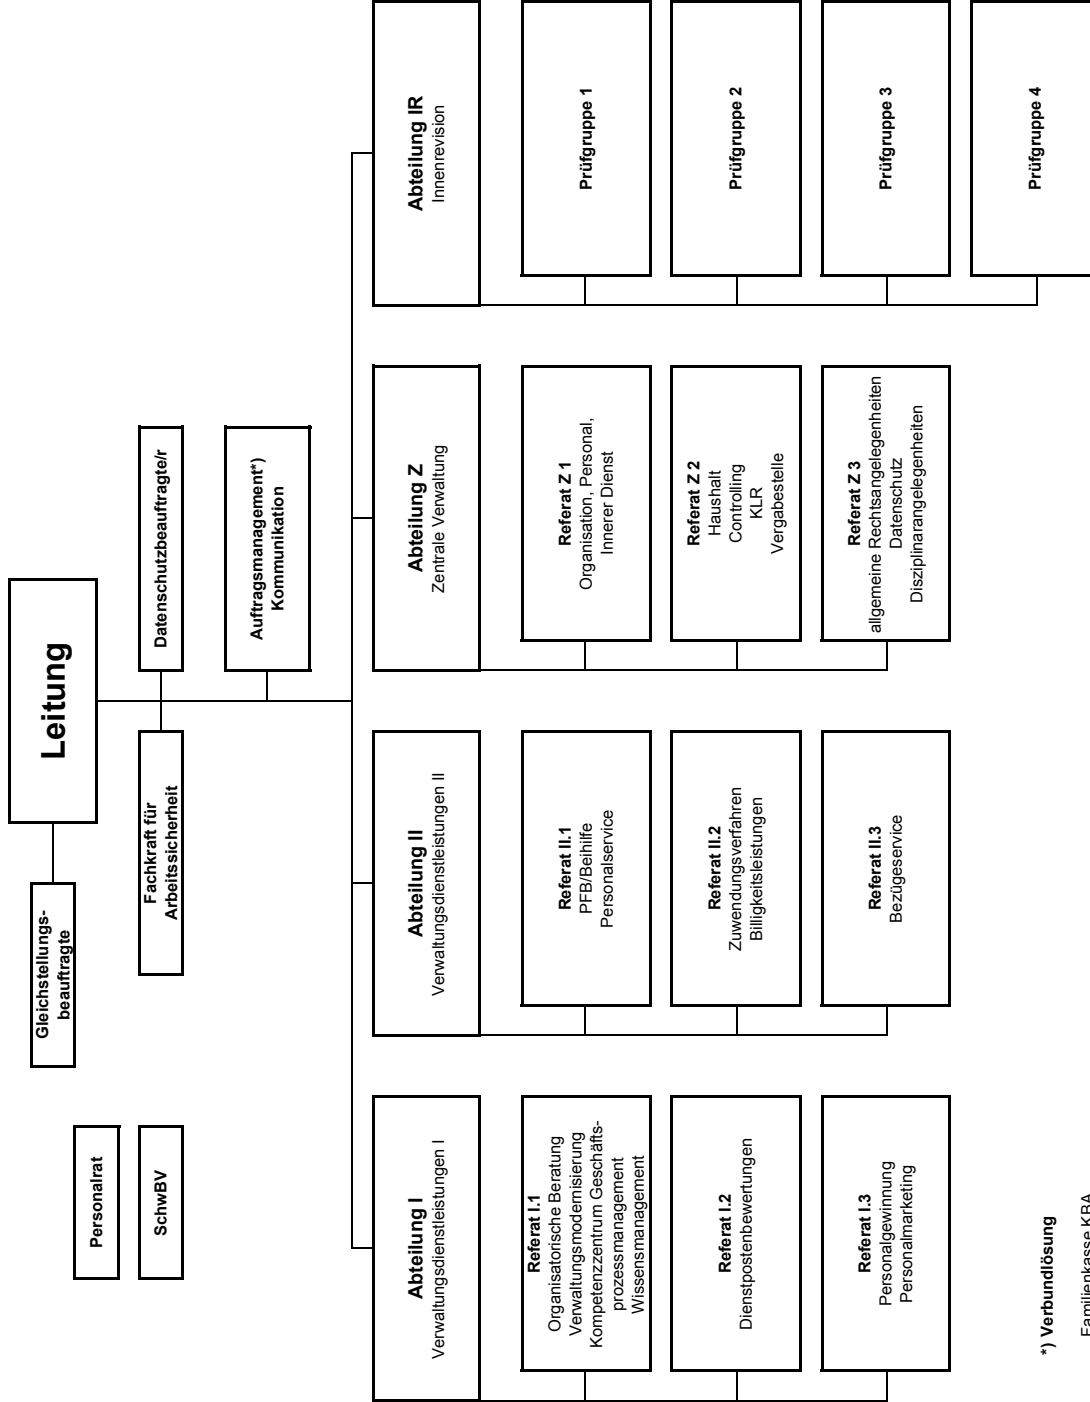 Leitung
Gleichstellungs-
beauftragte
Personalrat
SchwBV
Fachkraft für
Arbeitssicherheit
Datenschutzbeauftragte/r
Auftragsmanagement*)
Kommunikation
Abteilung I
Verwaltungsdienstleistungen I
Referat I.1
Organisatorische Beratung
Verwaltungsmodernisierung
Kompetenzzentrum Geschäfts-
prozessmanagement
Wissensmanagement
Referat I.2
Dienstpostenbewertungen
Referat I.3
Personalgewinnung
Personalmarketing
Abteilung II
Verwaltungsdienstleistungen II
Referat II.1
PFB/Beihilfe
Personalservice
Referat II.2
Zuwendungsverfahren
Billigkeitsleistungen
Referat II.3
Bezügeservice
Abteilung Z
Zentrale Verwaltung
Referat Z 1
Organisation, Personal,
Innerer Dienst
Referat Z 2
Haushalt
Controlling
KLR
Vergabestelle
Referat Z 3
allgemeine Rechtsangelegenheiten
Datenschutz
Disziplinarangelegenheiten
Abteilung IR
Innenrevision
Prüfgruppe 1
Prüfgruppe 2
Prüfgruppe 3
Prüfgruppe 4
*) Verbundlösung
Familienkasse KBA